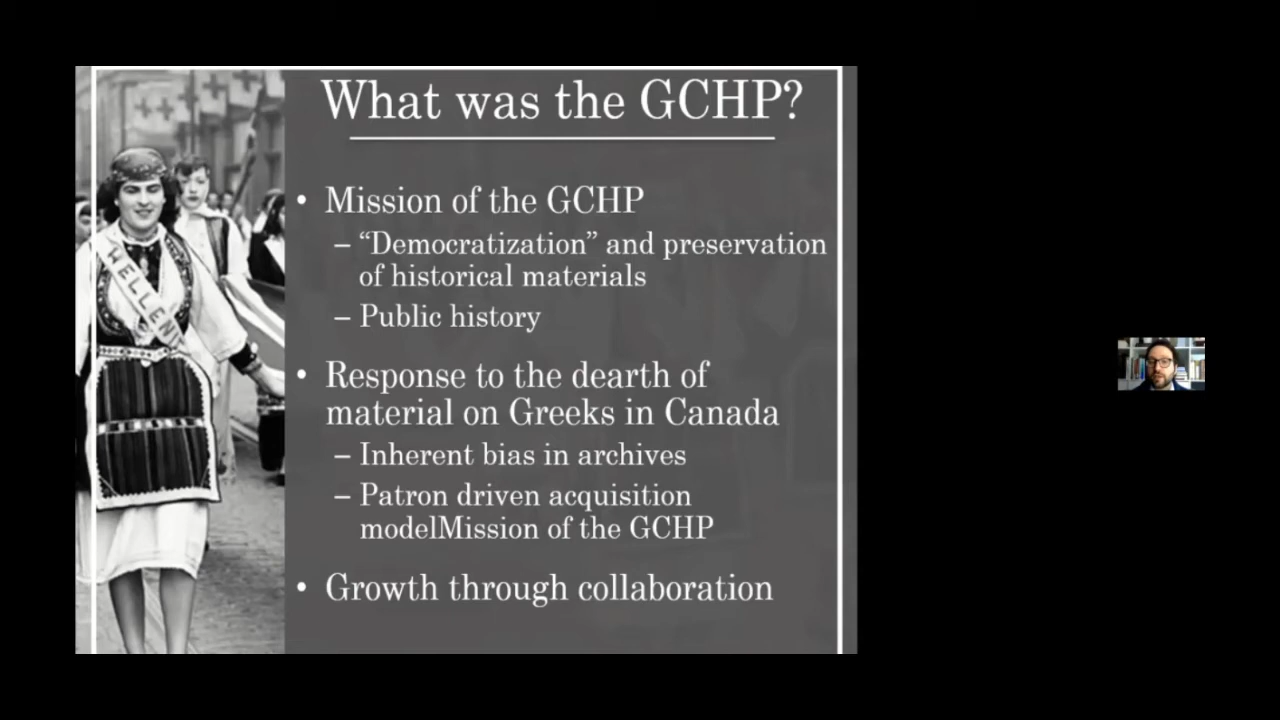 What was the GCHP?
• Mission of the GCHP
– “Democratization” and preservation
of historical materials
– Public history
• Response to the dearth of
material on Greeks in Canada
– Inherent bias in archives
– Patron driven acquisition
modelMission of the GCHP
• Growth through collaboration
HELLENI